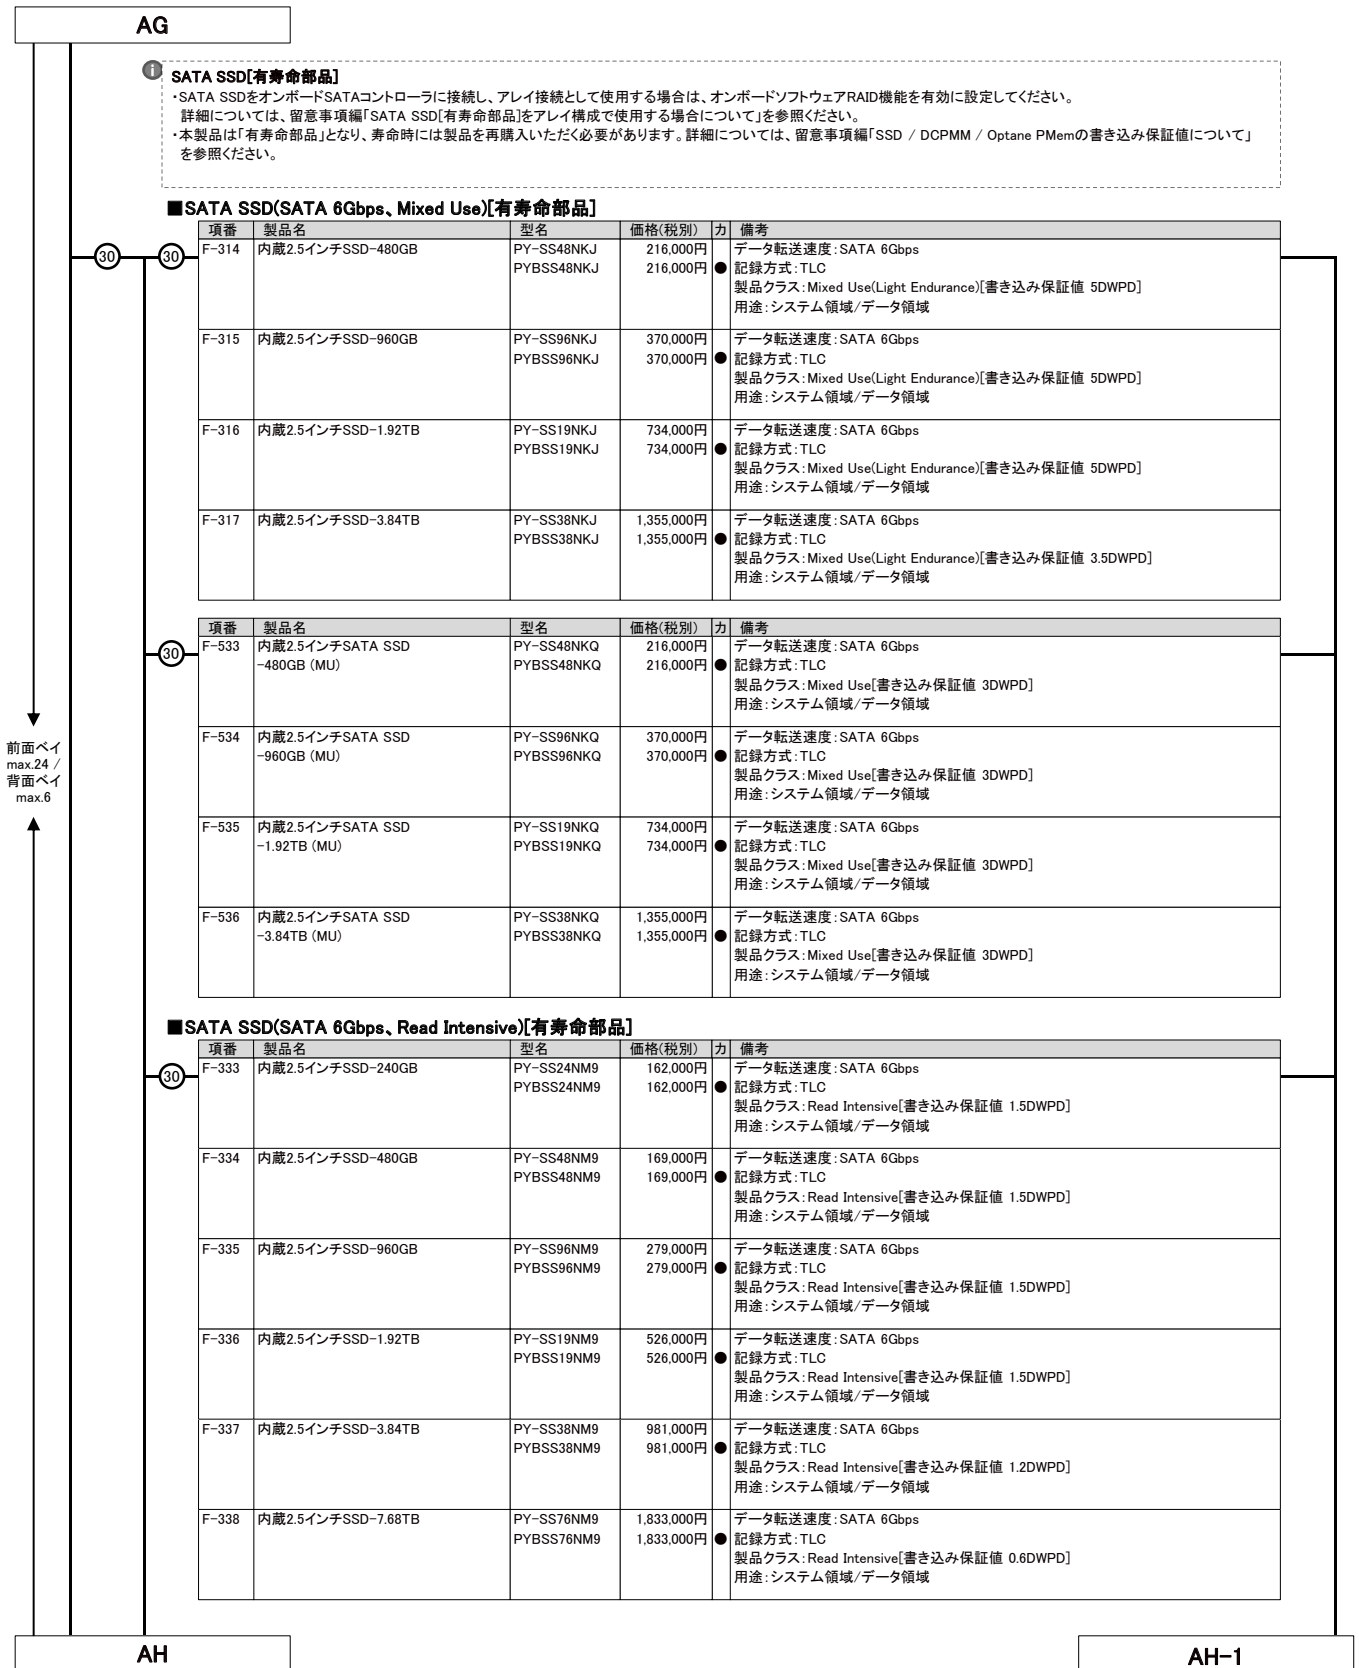 AG
SATA SSD[有寿命部品]
・SATA SSDをオンボードSATAコントローラに接続し、アレイ接続として使用する場合は、オンボードソフトウェアRAID機能を有効に設定してください。
詳細については、留意事項編「SATA SSD[有寿命部品]をアレイ構成で使用する場合について」を参照ください。
・本製品は「有寿命部品」となり、寿命時には製品を再購入いただく必要があります。詳細については、留意事項編「SSD / DCPMM / Optane PMemの書き込み保証値について」
を参照ください。
■SATA SSD(SATA 6Gbps、Mixed Use)[有寿命部品]
項番 製品名 型名 価格(税別) カ 備考
30 30 F-314 内蔵2.5インチSSD-480GB PY-SS48NKJ 216,000円 データ転送速度:SATA 6Gbps
PYBSS48NKJ 216,000円 ● 記録方式:TLC
製品クラス:Mixed Use(Light Endurance)[書き込み保証値 5DWPD]
用途:システム領域/データ領域
F-315 内蔵2.5インチSSD-960GB PY-SS96NKJ 370,000円 データ転送速度:SATA 6Gbps
PYBSS96NKJ 370,000円 ● 記録方式:TLC
製品クラス:Mixed Use(Light Endurance)[書き込み保証値 5DWPD]
用途:システム領域/データ領域
F-316 内蔵2.5インチSSD-1.92TB PY-SS19NKJ 734,000円 データ転送速度:SATA 6Gbps
PYBSS19NKJ 734,000円 ● 記録方式:TLC
製品クラス:Mixed Use(Light Endurance)[書き込み保証値 5DWPD]
用途:システム領域/データ領域
F-317 内蔵2.5インチSSD-3.84TB PY-SS38NKJ 1,355,000円 データ転送速度:SATA 6Gbps
PYBSS38NKJ 1,355,000円 ● 記録方式:TLC
製品クラス:Mixed Use(Light Endurance)[書き込み保証値 3.5DWPD]
用途:システム領域/データ領域
項番 製品名 型名 価格(税別) カ 備考
30 F-533 内蔵2.5インチSATA SSD PY-SS48NKQ 216,000円 データ転送速度:SATA 6Gbps
-480GB (MU) PYBSS48NKQ 216,000円 ● 記録方式:TLC
製品クラス:Mixed Use[書き込み保証値 3DWPD]
用途:システム領域/データ領域
F-534 内蔵2.5インチSATA SSD PY-SS96NKQ 370,000円 データ転送速度:SATA 6Gbps
-960GB (MU) PYBSS96NKQ 370,000円 ● 記録方式:TLC
製品クラス:Mixed Use[書き込み保証値 3DWPD]
用途:システム領域/データ領域
F-535 内蔵2.5インチSATA SSD PY-SS19NKQ 734,000円 データ転送速度:SATA 6Gbps
-1.92TB (MU) PYBSS19NKQ 734,000円 ● 記録方式:TLC
製品クラス:Mixed Use[書き込み保証値 3DWPD]
用途:システム領域/データ領域
F-536 内蔵2.5インチSATA SSD PY-SS38NKQ 1,355,000円 データ転送速度:SATA 6Gbps
-3.84TB (MU) PYBSS38NKQ 1,355,000円 ● 記録方式:TLC
製品クラス:Mixed Use[書き込み保証値 3DWPD]
用途:システム領域/データ領域
前面ベイ
max.24 /
背面ベイ
max.6
■SATA SSD(SATA 6Gbps、Read Intensive)[有寿命部品]
項番 製品名 型名 価格(税別) カ 備考
30 F-333 内蔵2.5インチSSD-240GB PY-SS24NM9 162,000円 データ転送速度:SATA 6Gbps
PYBSS24NM9 162,000円 ● 記録方式:TLC
製品クラス:Read Intensive[書き込み保証値 1.5DWPD]
用途:システム領域/データ領域
F-334 内蔵2.5インチSSD-480GB PY-SS48NM9 169,000円 データ転送速度:SATA 6Gbps
PYBSS48NM9 169,000円 ● 記録方式:TLC
製品クラス:Read Intensive[書き込み保証値 1.5DWPD]
用途:システム領域/データ領域
F-335 内蔵2.5インチSSD-960GB PY-SS96NM9 279,000円 データ転送速度:SATA 6Gbps
PYBSS96NM9 279,000円 ● 記録方式:TLC
製品クラス:Read Intensive[書き込み保証値 1.5DWPD]
用途:システム領域/データ領域
F-336 内蔵2.5インチSSD-1.92TB PY-SS19NM9 526,000円 データ転送速度:SATA 6Gbps
PYBSS19NM9 526,000円 ● 記録方式:TLC
製品クラス:Read Intensive[書き込み保証値 1.5DWPD]
用途:システム領域/データ領域
F-337 内蔵2.5インチSSD-3.84TB PY-SS38NM9 981,000円 データ転送速度:SATA 6Gbps
PYBSS38NM9 981,000円 ● 記録方式:TLC
製品クラス:Read Intensive[書き込み保証値 1.2DWPD]
用途:システム領域/データ領域
F-338 内蔵2.5インチSSD-7.68TB PY-SS76NM9 1,833,000円 データ転送速度:SATA 6Gbps
PYBSS76NM9 1,833,000円 ● 記録方式:TLC
製品クラス:Read Intensive[書き込み保証値 0.6DWPD]
用途:システム領域/データ領域
AH AH-1